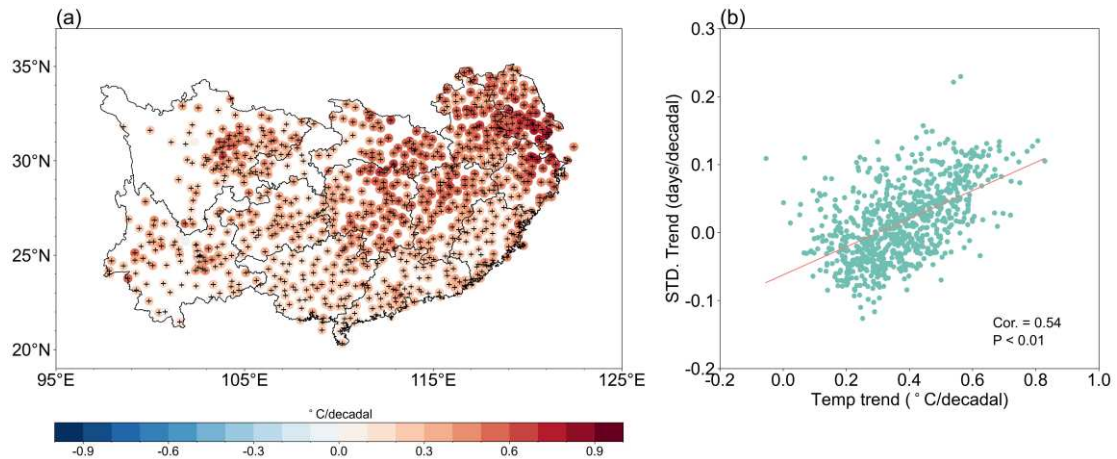 (a)
35°N
30°N
25°N
20°N
95°E 105°E 115°E 125°E
°C/decadal
-0.9 -0.6 -0.3 0.0 0.3 0.6 0.9
(b)
STD. Trend (days/decadal)
0.3
0.2
0.1
0.0
-0.1
-0.2
Cor. = 0.54
P < 0.01
-0.2 0.0 0.2 0.4 0.6 0.8 1.0
Temp trend (°C/decadal)